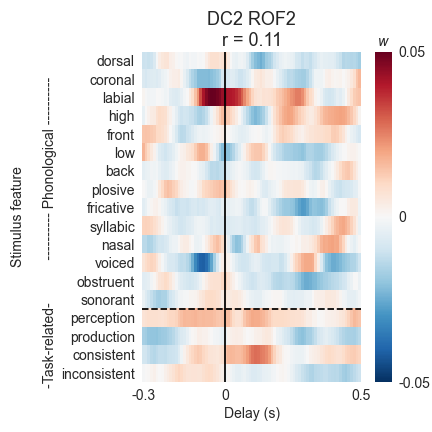 DC2 ROF2
r = 0.11
w
dorsal
coronal
labial
high
front
low
back
plosive
fricative
syllabic
nasal
voiced
obstruent
sonorant
perception
production
consistent
inconsistent
Stimulus feature
-Task-related- ---------- Phonological ----------
0.05
0
-0.05
-0.3 0 0.5
Delay (s)